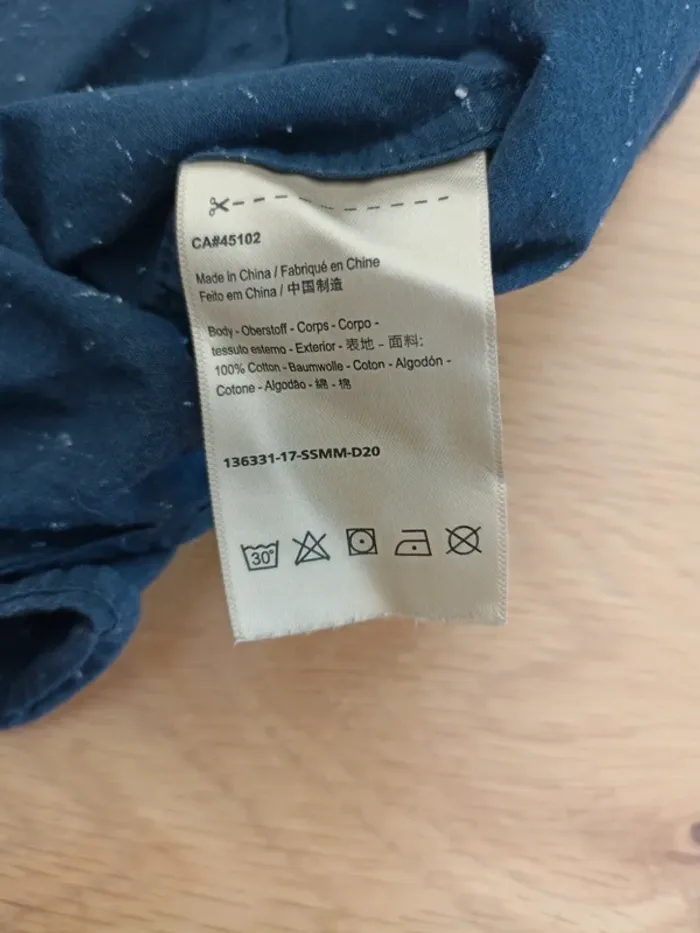 CA#45102
Made in China / Fabriqué en Chine
Feito em China / 中国制造
Body - Oberstoff - Corps - Corpo -
tessuto esterno - Exterior - 表地 - 面料:
100% Cotton - Baumwolle - Coton - Algodón -
Cotone - Algodão - 綿 - 棉
136331-17-SSMM-D20
30°